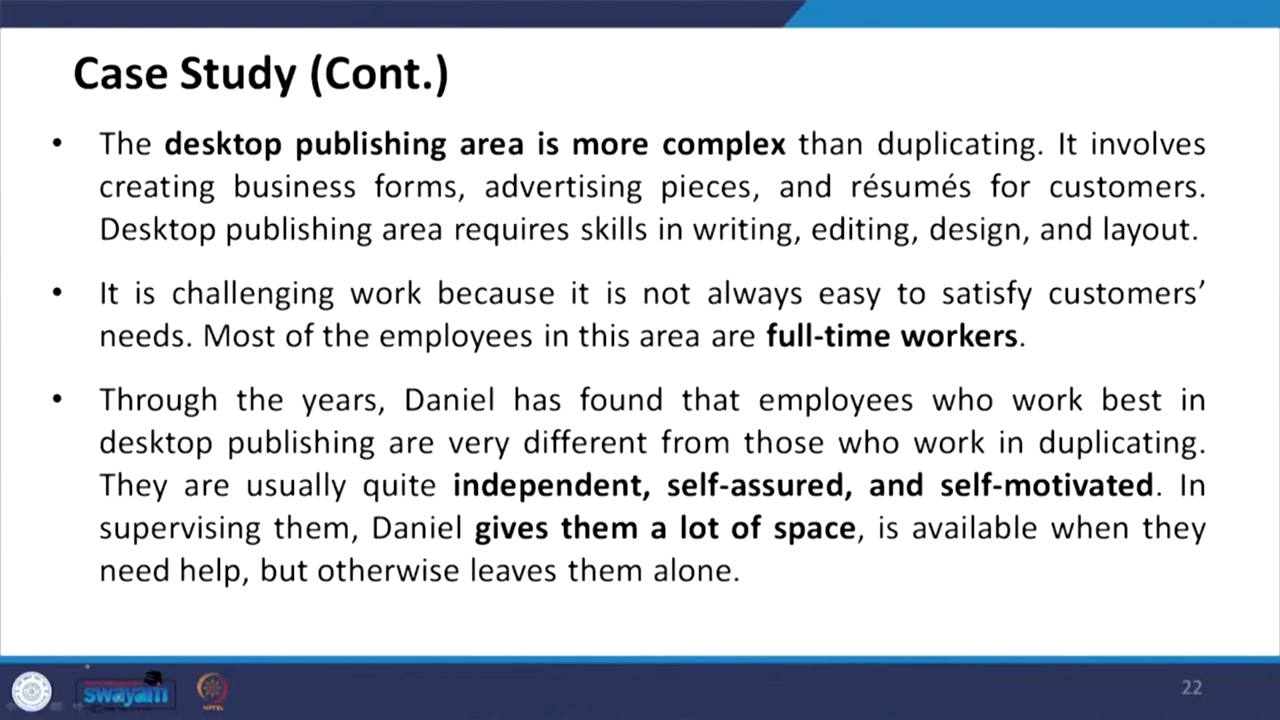 Case Study (Cont.)
• The desktop publishing area is more complex than duplicating. It involves
creating business forms, advertising pieces, and résumés for customers.
Desktop publishing area requires skills in writing, editing, design, and layout.
• It is challenging work because it is not always easy to satisfy customers’
needs. Most of the employees in this area are full-time workers.
• Through the years, Daniel has found that employees who work best in
desktop publishing are very different from those who work in duplicating.
They are usually quite independent, self-assured, and self-motivated. In
supervising them, Daniel gives them a lot of space, is available when they
need help, but otherwise leaves them alone.
swayam
NPTEL
22